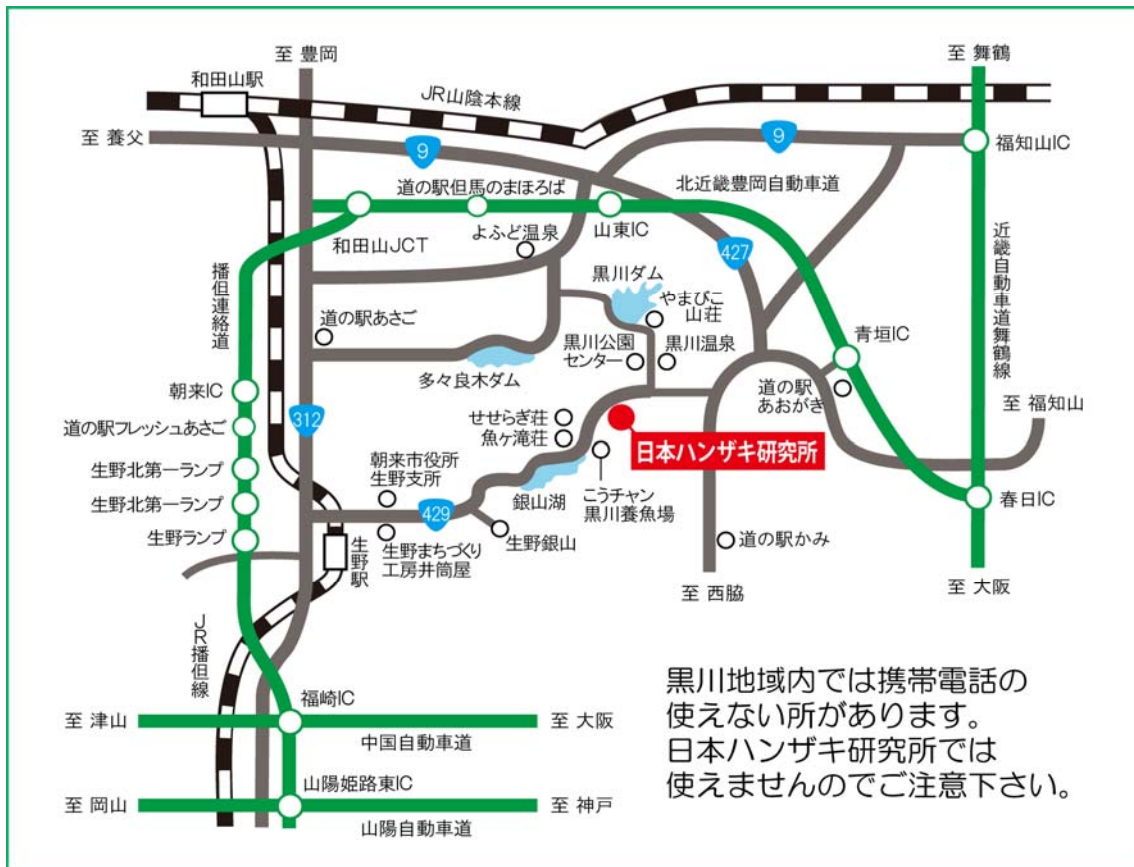 至 豊岡
至 舞鶴
和田山駅
JR山陰本線
至 養父
9
9
福知山IC
道の駅但馬のまほろば
北近畿豊岡自動車道
和田山JCT
よふど温泉
山東IC
427
播但連絡道
近畿自動車道舞鶴線
黒川ダム
やまびこ
山荘
道の駅あさご
黒川公園
センター
黒川温泉
青垣IC
多々良木ダム
道の駅
あおがき
朝来IC
至 福知山
道の駅フレッシュあさご
312
せせらぎ荘
魚ヶ滝荘
日本ハンザキ研究所
生野北第一ランプ
朝来市役所
生野支所
生野北第一ランプ
429
銀山湖
こうチャン
黒川養魚場
春日IC
生野ランプ
生野駅
生野まちづくり
工房井筒屋
生野銀山
道の駅かみ
至 西脇
至 大阪
JR播但線
福崎IC
至 津山
至 大阪
中国自動車道
山陽姫路東IC
至 岡山
至 神戸
山陽自動車道
黒川地域内では携帯電話の
使えない所があります。
日本ハンザキ研究所では
使えませんのでご注意下さい。